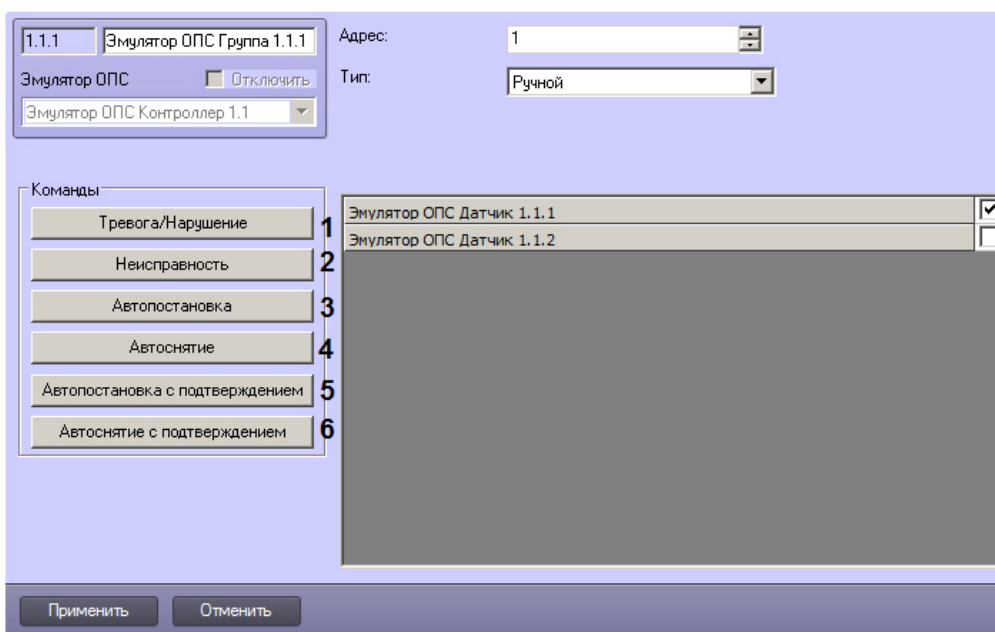 1.1.1 Эмулятор ОПС Группа 1.1.1
Адрес: 1
Эмулятор ОПС Отключить
Тип: Ручной
Эмулятор ОПС Контроллер 1.1
Команды
Тревога/Нарушение 1
Неисправность 2
Автопостановка 3
Автоснятие 4
Автопостановка с подтверждением 5
Автоснятие с подтверждением 6
Эмулятор ОПС Датчик 1.1.1
Эмулятор ОПС Датчик 1.1.2
Применить Отменить